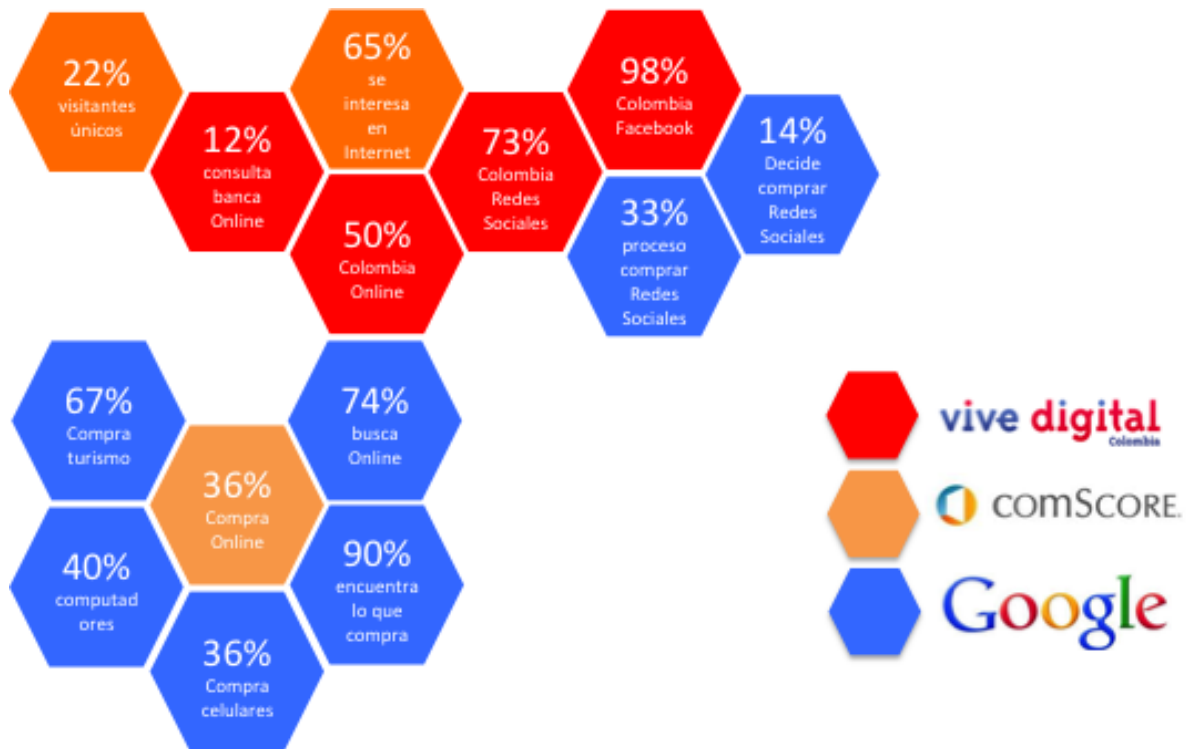 22%
visitantes
únicos
12%
consulta
banca
Online
65%
se
interesa
en
Internet
50%
Colombia
Online
73%
Colombia
Redes
Sociales
98%
Colombia
Facebook
33%
proceso
comprar
Redes
Sociales
14%
Decide
comprar
Redes
Sociales
67%
Compra
turismo
36%
Compra
Online
74%
busca
Online
40%
computad
ores
36%
Compra
celulares
90%
encuentra
lo que
compra
vive digital
Colombia
comSCORE.
Google